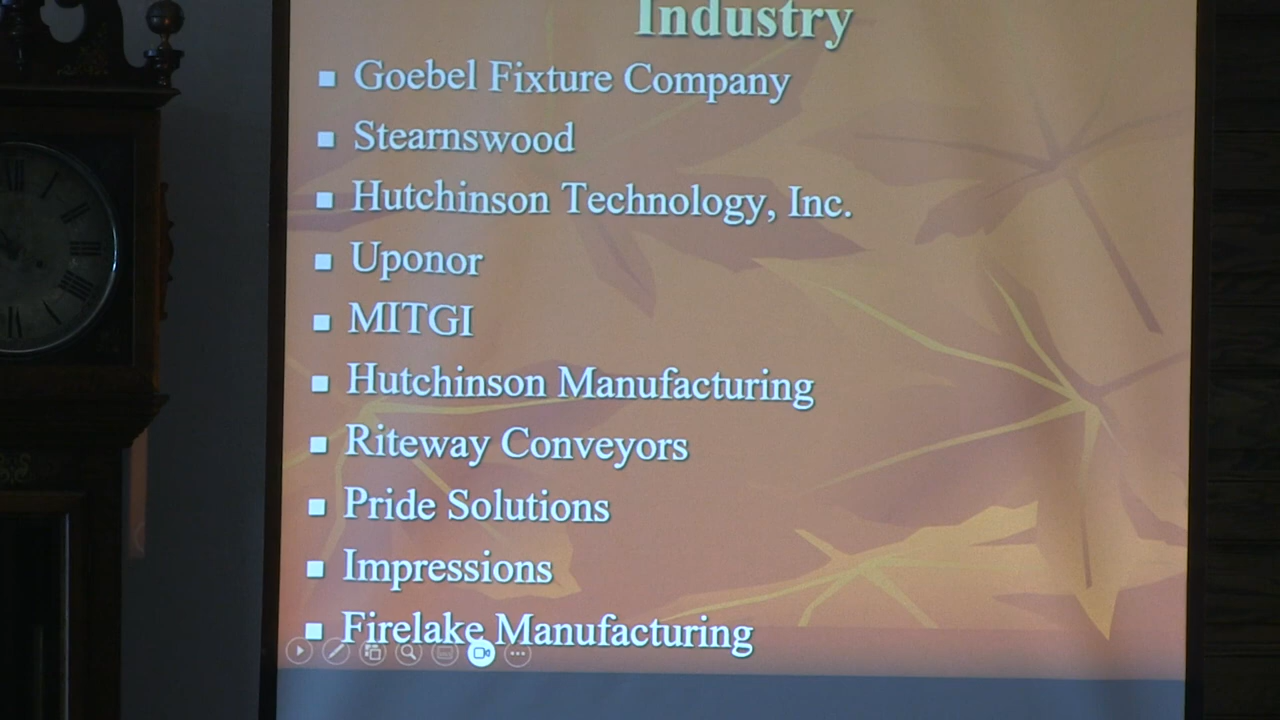 Industry
Goebel Fixture Company
Stearnswood
Hutchinson Technology, Inc.
Uponor
MITGI
Hutchinson Manufacturing
Riteway Conveyors
Pride Solutions
Impressions
Firelake Manufacturing